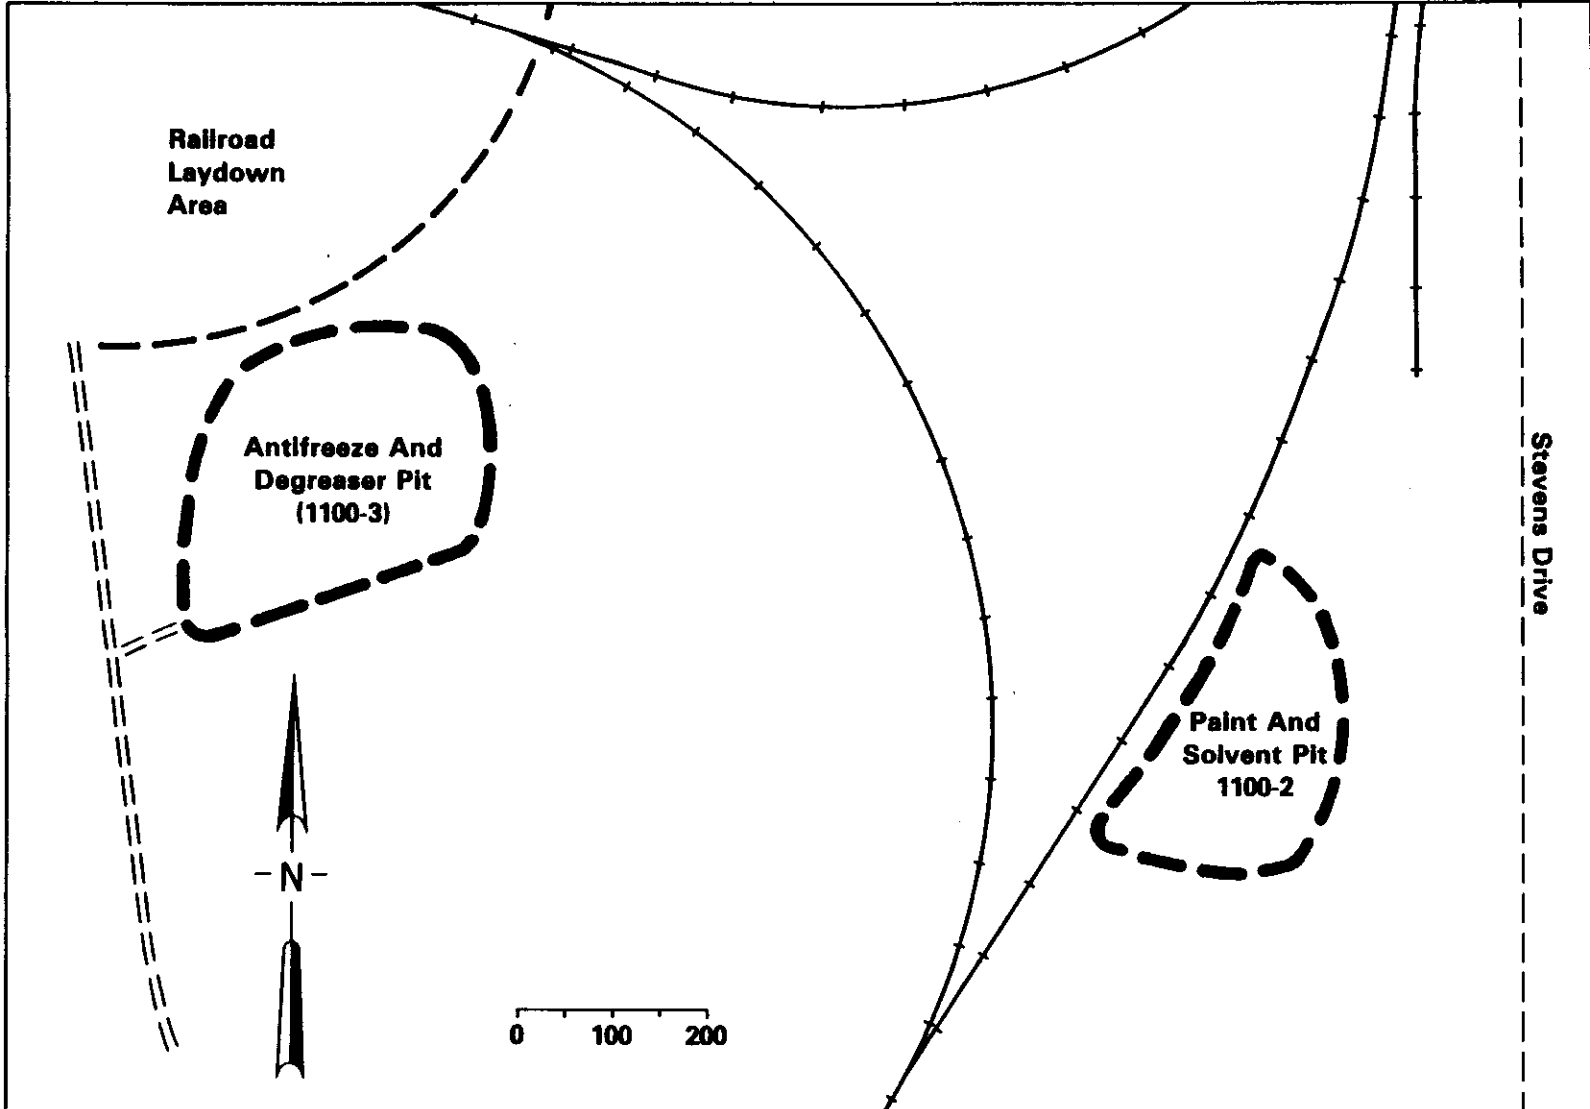 Railroad
Laydown
Area
Antifreeze And
Degreaser Pit
(1100-3)
Stevens Drive
Paint And
Solvent Pit
1100-2
-N-
0 100 200